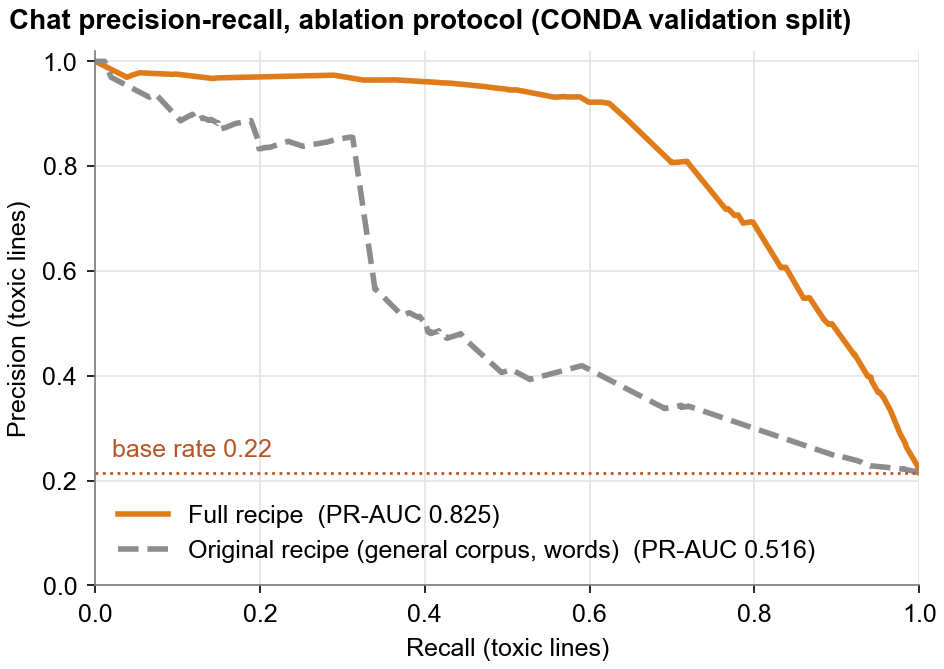 Chat precision-recall, ablation protocol (CONDA validation split)
Precision (toxic lines)
1.0
0.8
0.6
0.4
0.2
0.0
base rate 0.22
Full recipe (PR-AUC 0.825)
Original recipe (general corpus, words) (PR-AUC 0.516)
0.0 0.2 0.4 0.6 0.8 1.0
Recall (toxic lines)